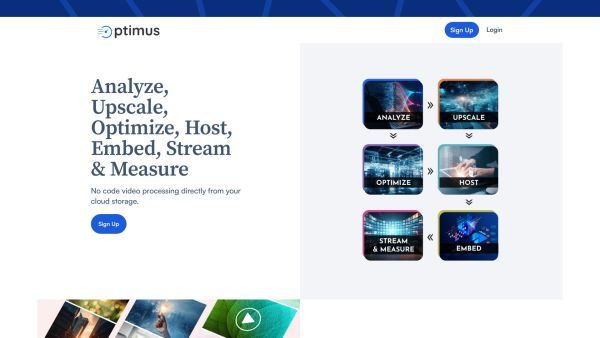 Optimus
Sign Up
Login
Analyze,
Upscale,
Optimize, Host,
Embed, Stream
& Measure
No code video processing directly from your
cloud storage.
Sign Up
ANALYZE
UPSCALE
OPTIMIZE
HOST
STREAM
& MEASURE
EMBED